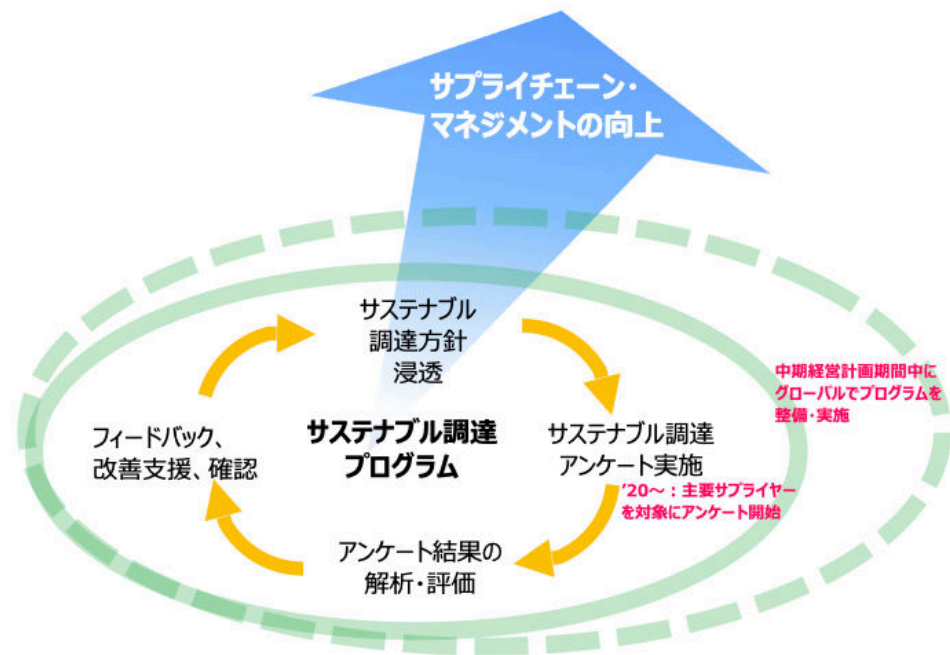 サプライチェーン・
マネジメントの向上
サステナブル
調達方針
浸透
中期経営計画期間中に
グローバルでプログラムを
整備・実施
フィードバック、
改善支援、確認
サステナブル調達
プログラム
サステナブル調達
アンケート実施
’20～：主要サプライヤー
を対象にアンケート開始
アンケート結果の
解析・評価